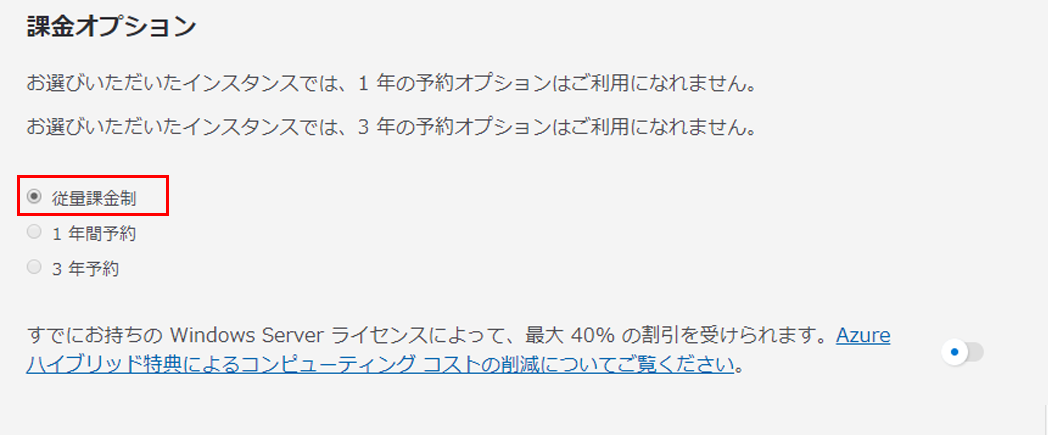 課金オプション
お選びいただいたインスタンスでは、1 年の予約オプションはご利用になれません。
お選びいただいたインスタンスでは、3 年の予約オプションはご利用になれません。
従量課金制
1 年間予約
3 年予約
すでにお持ちの Windows Server ライセンスによって、最大 40% の割引を受けられます。Azure
ハイブリッド特典によるコンピューティング コストの削減についてご覧ください。